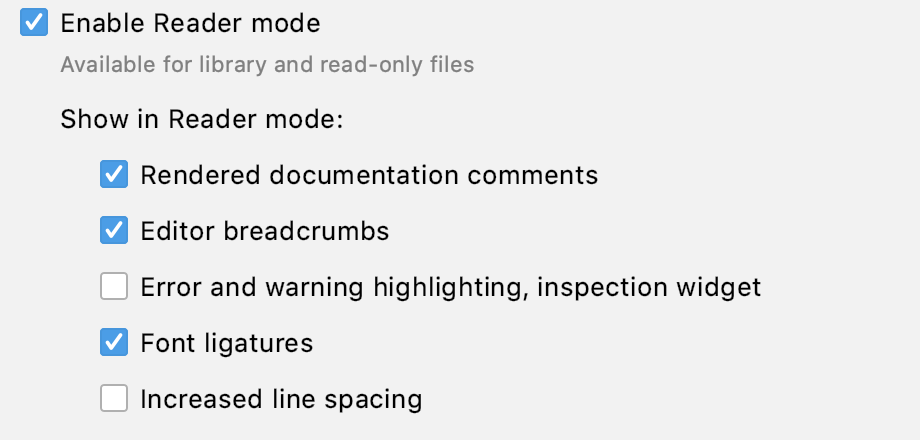 Enable Reader mode
Available for library and read-only files
Show in Reader mode:
Rendered documentation comments
Editor breadcrumbs
Error and warning highlighting, inspection widget
Font ligatures
Increased line spacing